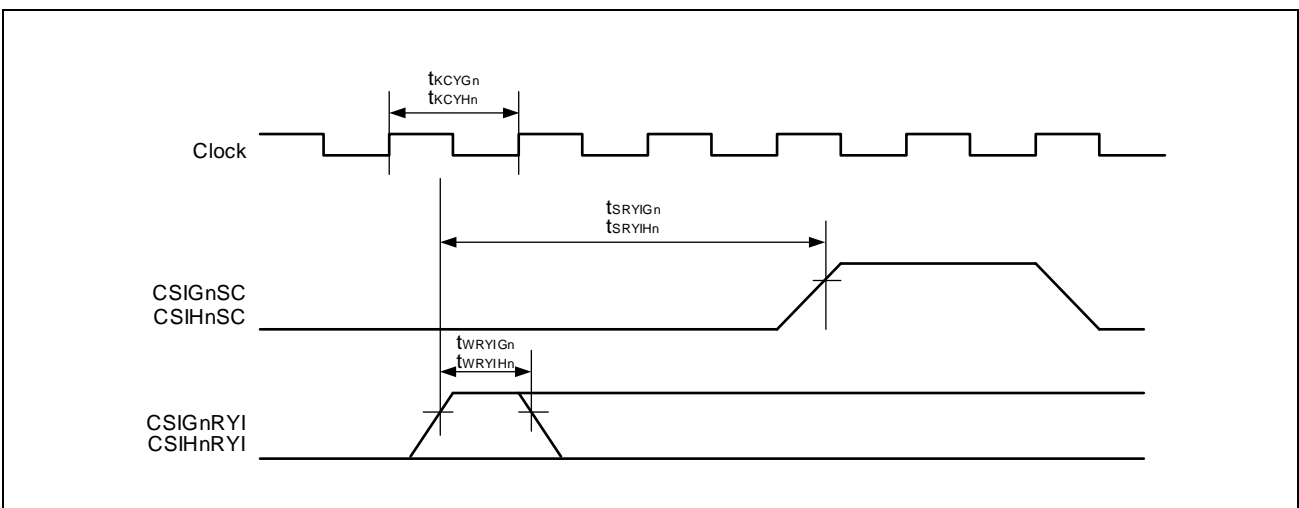 tKCYGn
tKCYHn
Clock
tSRYIGn
tSRYIHn
CSIGnSC
CSIHnSC
tWRYIGn
tWRYIHn
CSIGnRYI
CSIHnRYI